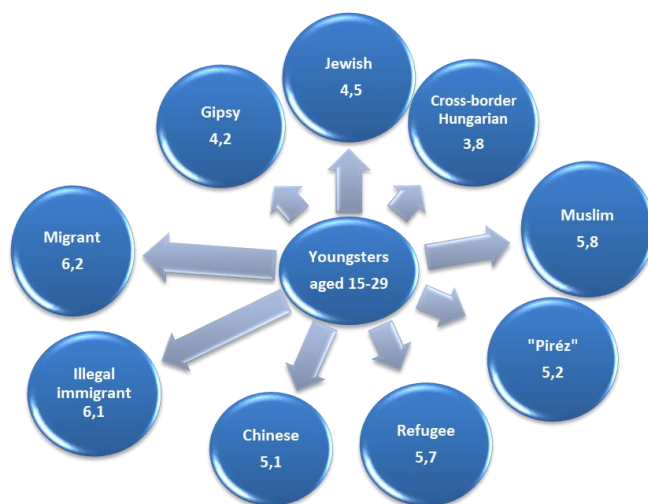 Jewish
4,5
Gipsy
4,2
Cross-border
Hungarian
3,8
Migrant
6,2
Youngsters
aged 15-29
Muslim
5,8
Illegal
immigrant
6,1
"Piréz"
5,2
Chinese
5,1
Refugee
5,7